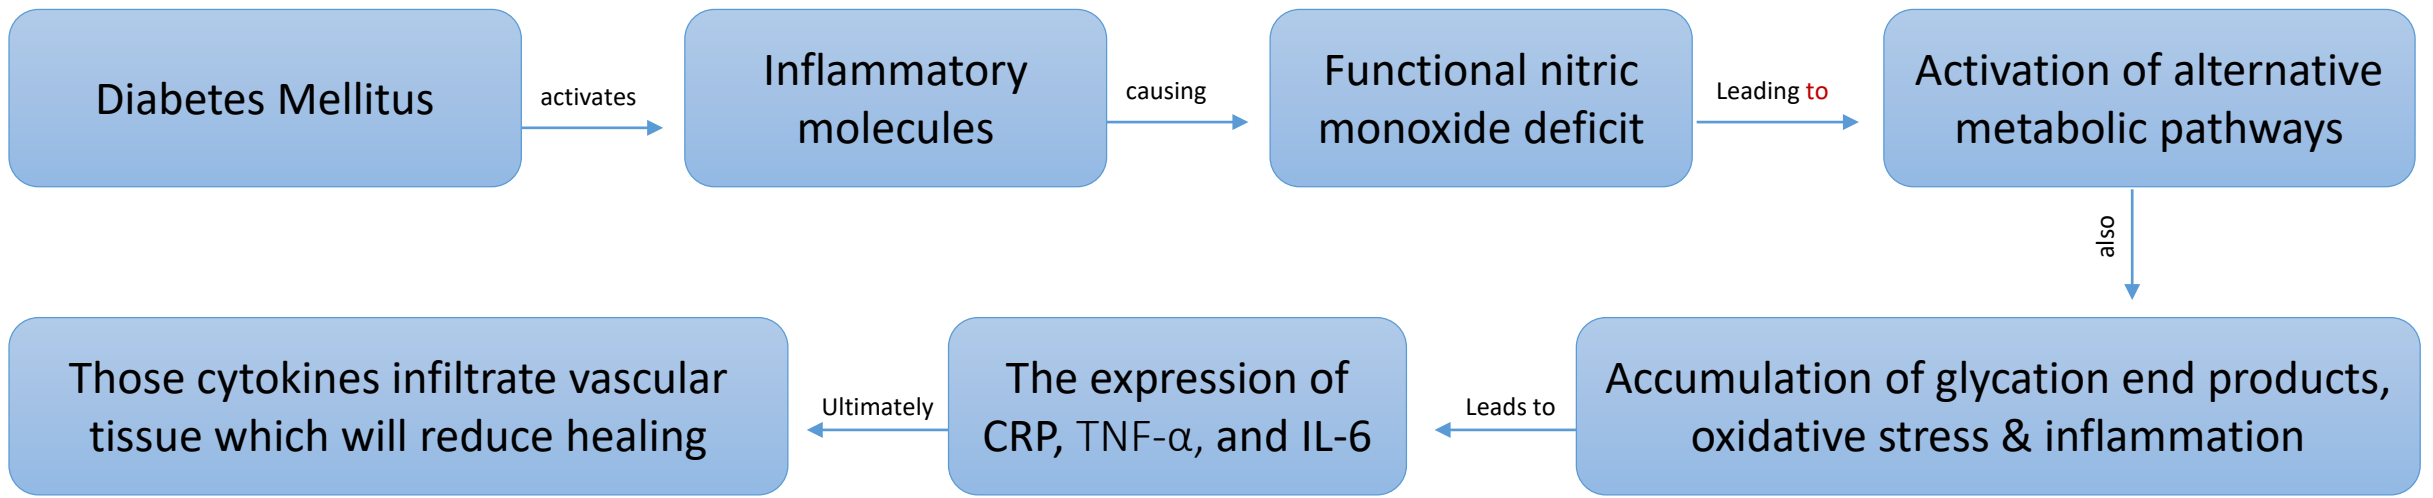 Diabetes Mellitus
activates
Inflammatory
molecules
causing
Functional nitric
monoxide deficit
Leading to
Activation of alternative
metabolic pathways
also
Accumulation of glycation end products,
oxidative stress & inflammation
Leads to
The expression of
CRP, TNF-α, and IL-6
Ultimately
Those cytokines infiltrate vascular
tissue which will reduce healing